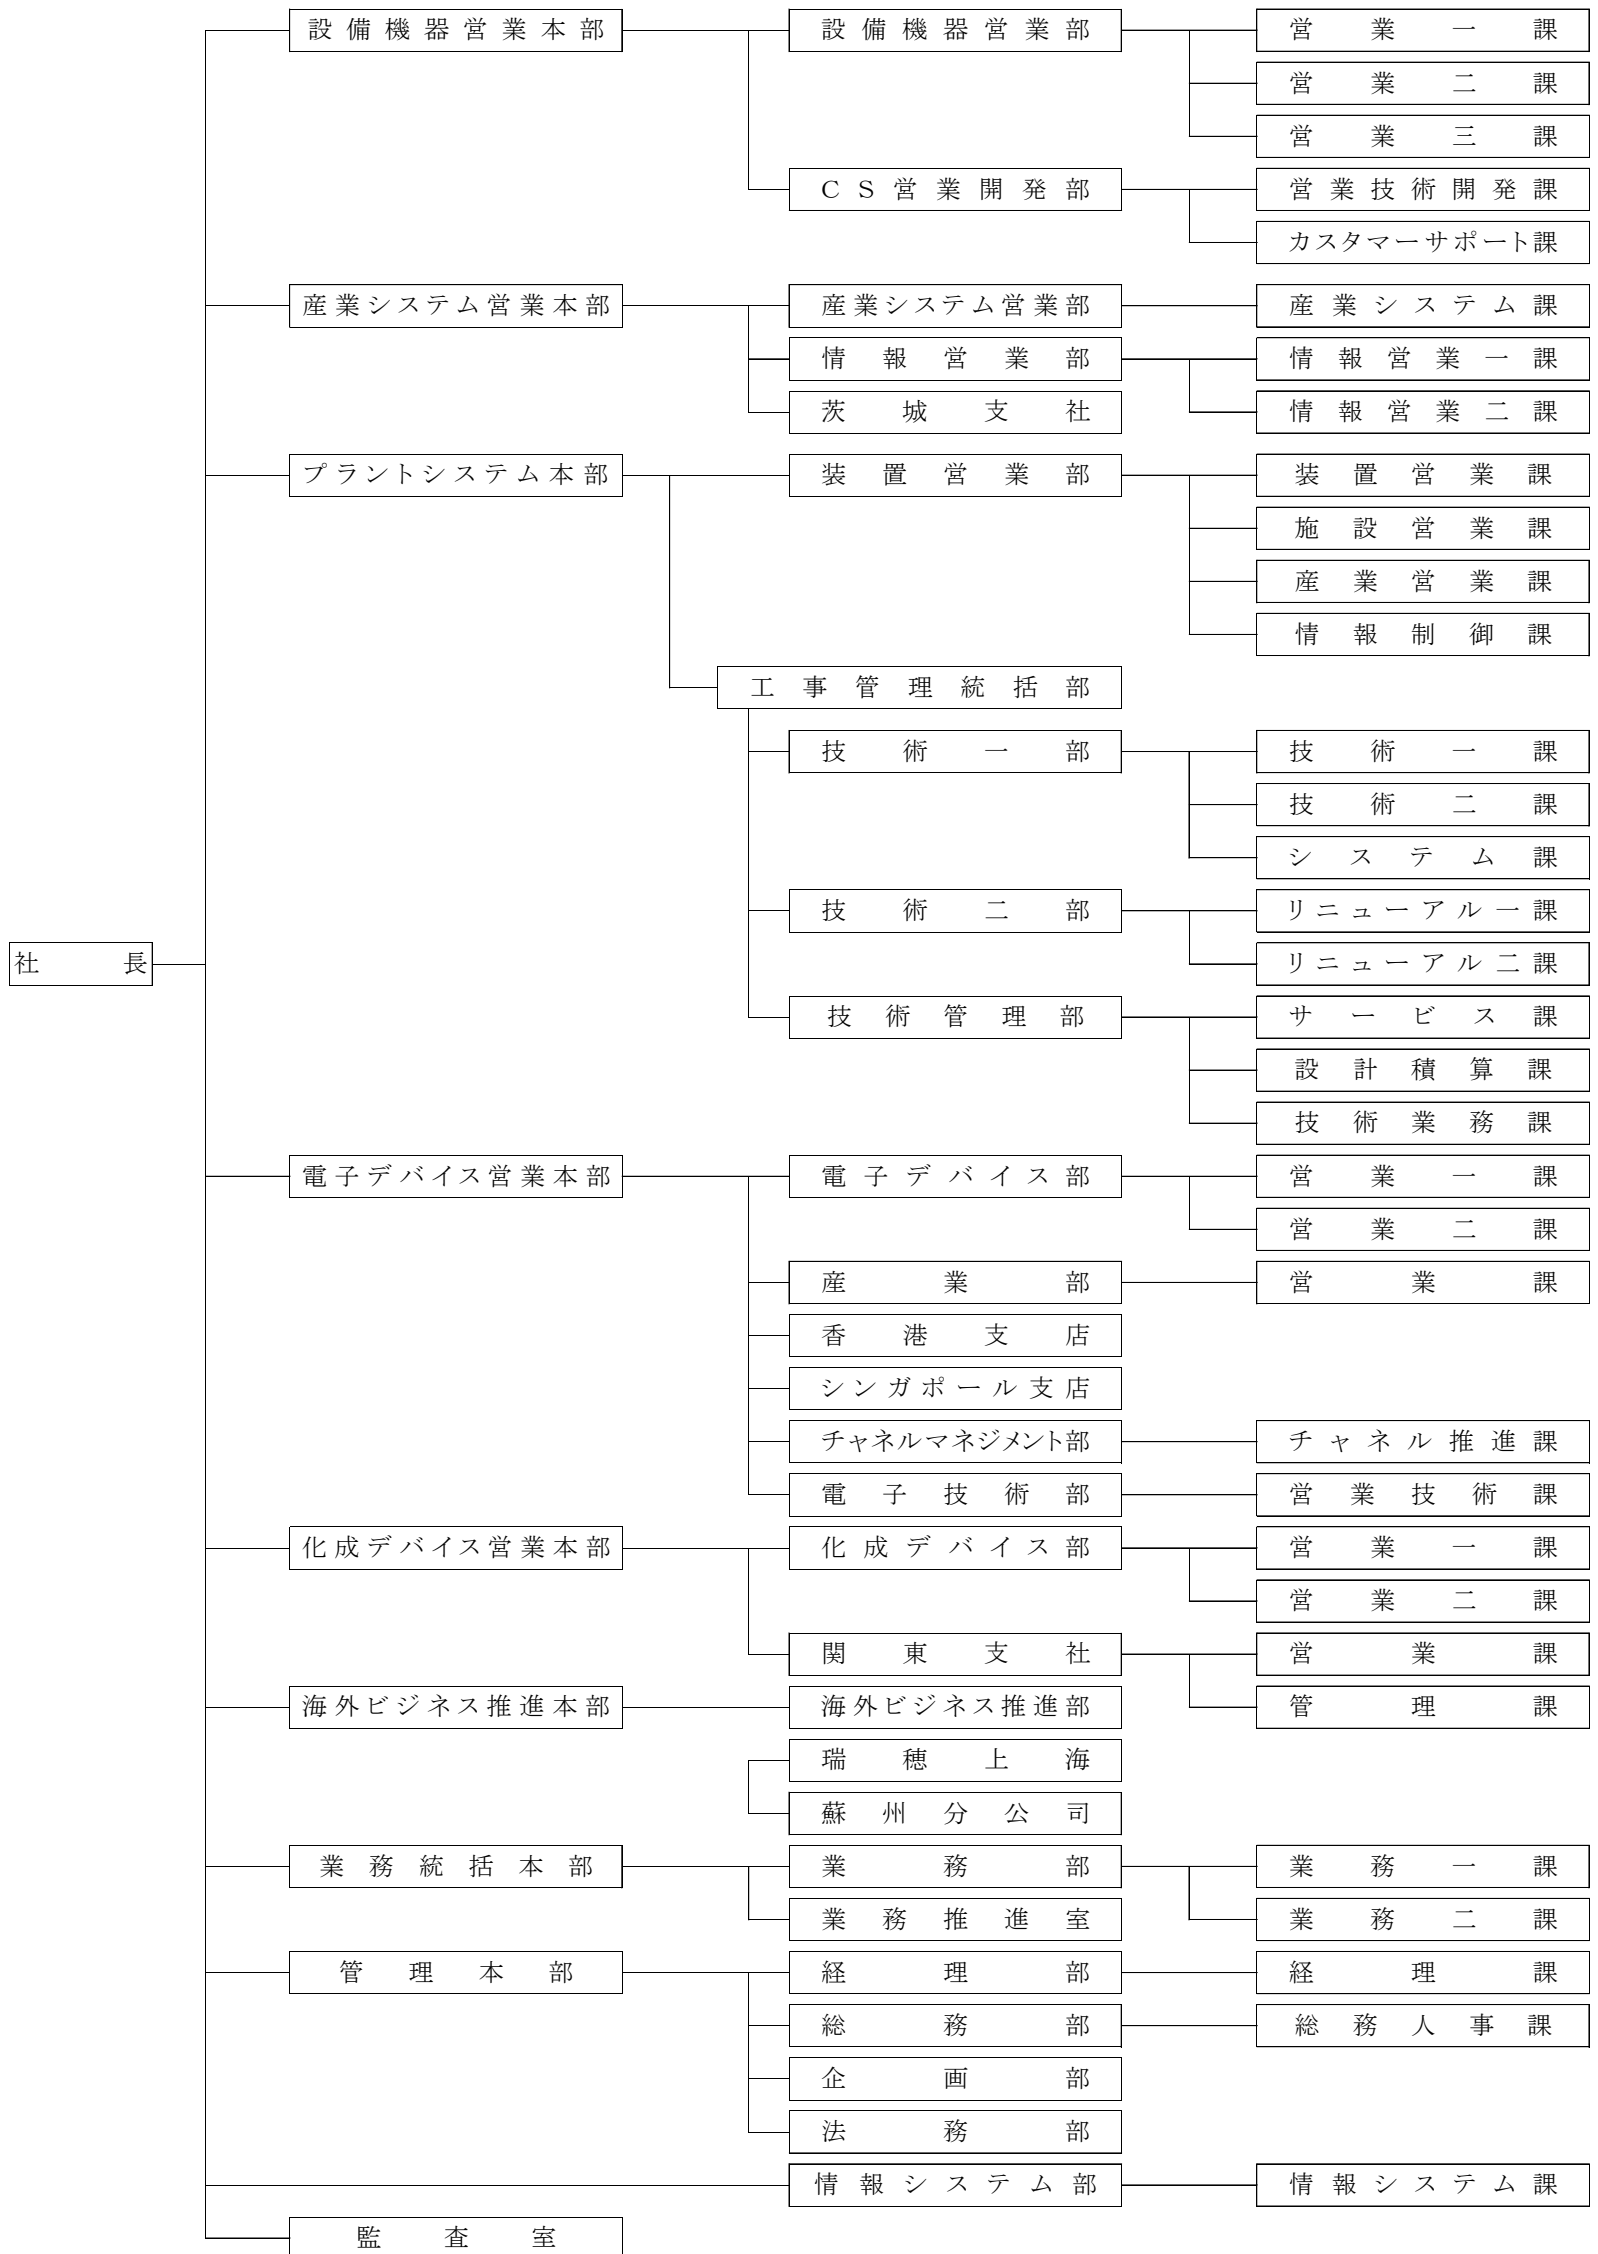 設備機器営業本部 設備機器営業部 営業一課
営業二課
営業三課
CS営業開発部 営業技術開発課
カスタマーサポート課
産業システム営業本部 産業システム営業部 産業システム課
情報営業部 情報営業一課
茨城支社 情報営業二課
プラントシステム本部 装置営業部 装置営業課
施設営業課
産業営業課
情報制御課
工事管理統括部
技術一部 技術一課
技術二課
システム課
技術二部 リニューアル一課
社長 リニューアル二課
技術管理部 サービス課
設計積算課
技術業務課
電子デバイス営業本部 電子デバイス部 営業一課
営業二課
産業部 営業課
香港支店
シンガポール支店
チャネルマネジメント部 チャネル推進課
電子技術部 営業技術課
化成デバイス営業本部 化成デバイス部 営業一課
営業二課
関東支社 営業課
海外ビジネス推進本部 海外ビジネス推進部 管理課
瑞穂上海
蘇州分公司
業務統括本部 業務部 業務一課
業務推進室 業務二課
管理本部 経理部 経理課
総務部 総務人事課
企画部
法務部
情報システム部 情報システム課
監査室